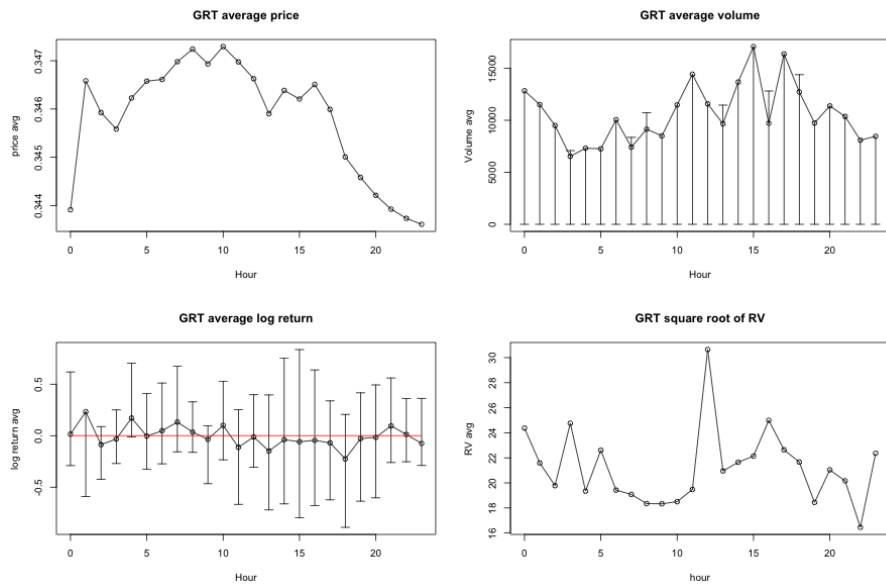 GRT average price
price avg
0.347
0.346
0.345
0.344
0 5 10 15 20
Hour
GRT average volume
Volume avg
15000
10000
5000
0
0 5 10 15 20
Hour
GRT average log return
log return avg
0.5
0.0
-0.5
0 5 10 15 20
Hour
GRT square root of RV
RV avg
30
28
26
24
22
20
18
16
0 5 10 15 20
hour